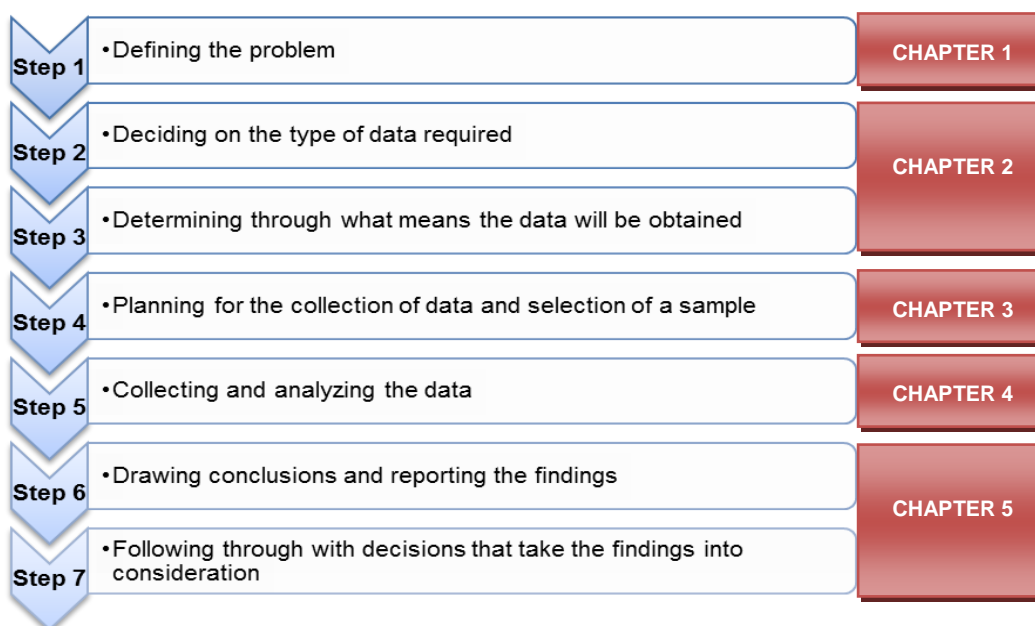 Step 1
•Defining the problem
CHAPTER 1
Step 2
•Deciding on the type of data required
CHAPTER 2
Step 3
•Determining through what means the data will be obtained
Step 4
•Planning for the collection of data and selection of a sample
CHAPTER 3
Step 5
•Collecting and analyzing the data
CHAPTER 4
Step 6
•Drawing conclusions and reporting the findings
CHAPTER 5
Step 7
•Following through with decisions that take the findings into
consideration